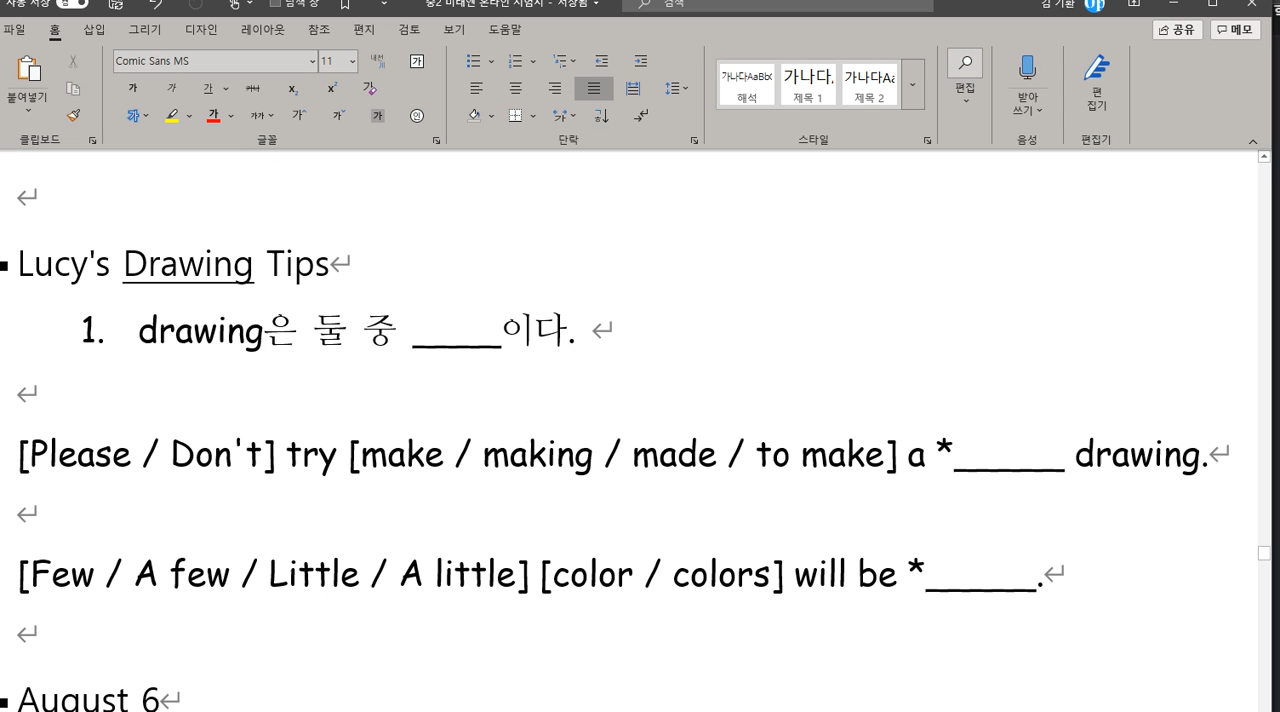 파일 홈 삽입 그리기 디자인 레이아웃 참조 편지 검토 보기 도움말 공유 메모
붙여넣기
클립보드
Comic Sans MS 11
글꼴
단락
가나다AaBb( 가나다. 가나다Aa
해석 제목 1 제목 2
스타일
편집
받아
쓰기
음성
편
집기
편집기
Lucy's Drawing Tips
1. drawing은 둘 중 _____이다.
[Please / Don't] try [make / making / made / to make] a *______ drawing.
[Few / A few / Little / A little] [color / colors] will be *______.
August 6